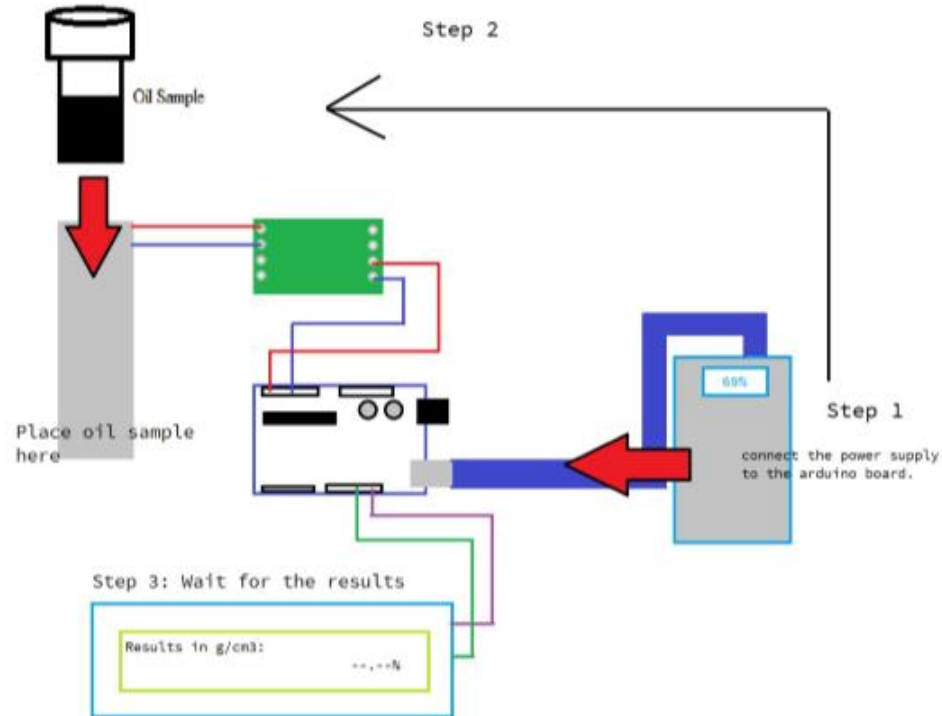 Step 2
Oil Sample
69%
Step 1
connect the power supply
to the arduino board.
Place oil sample
here
Step 3: Wait for the results
Results in g/cm3:
--.--%